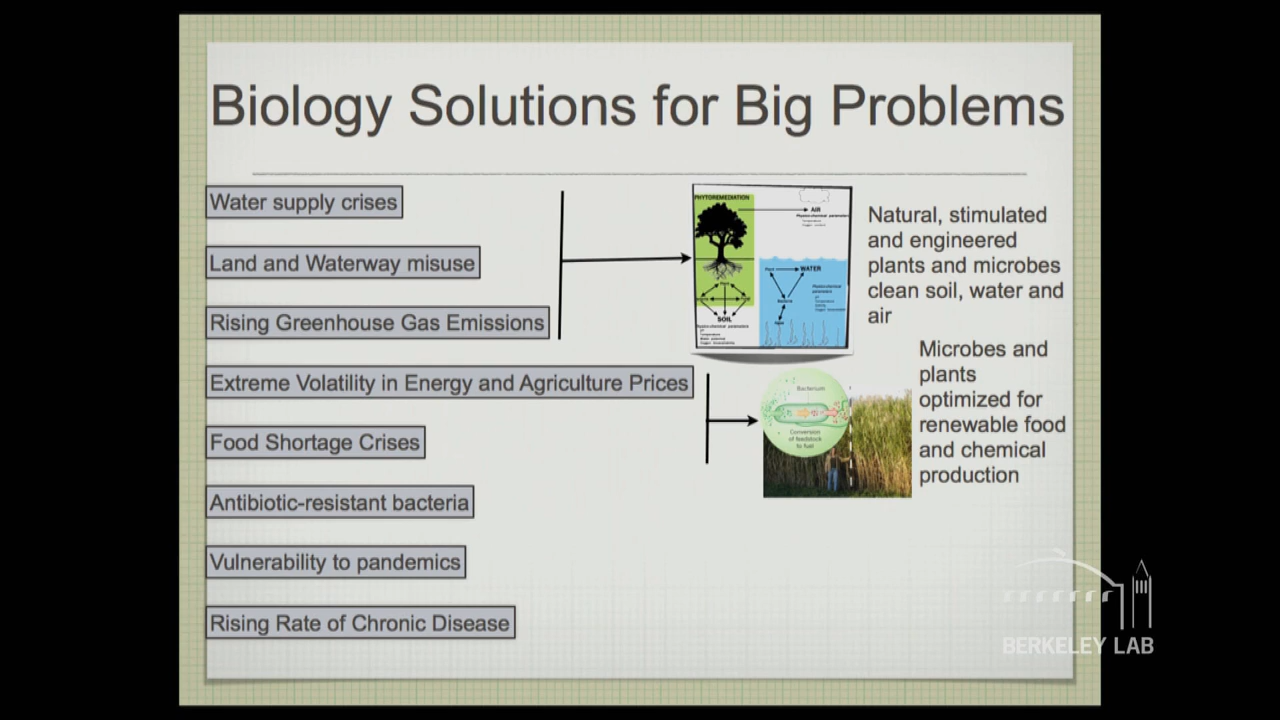 Biology Solutions for Big Problems
Water supply crises
Land and Waterway misuse
Rising Greenhouse Gas Emissions
Extreme Volatility in Energy and Agriculture Prices
Food Shortage Crises
Antibiotic-resistant bacteria
Vulnerability to pandemics
Rising Rate of Chronic Disease
PHYTOREMEDIATION
AIR
WATER
SOIL
Natural, stimulated
and engineered
plants and microbes
clean soil, water and
air
Bacterium
Conversion
of feedstock
to fuel
Microbes and
plants
optimized for
renewable food
and chemical
production
BERKELEY LAB